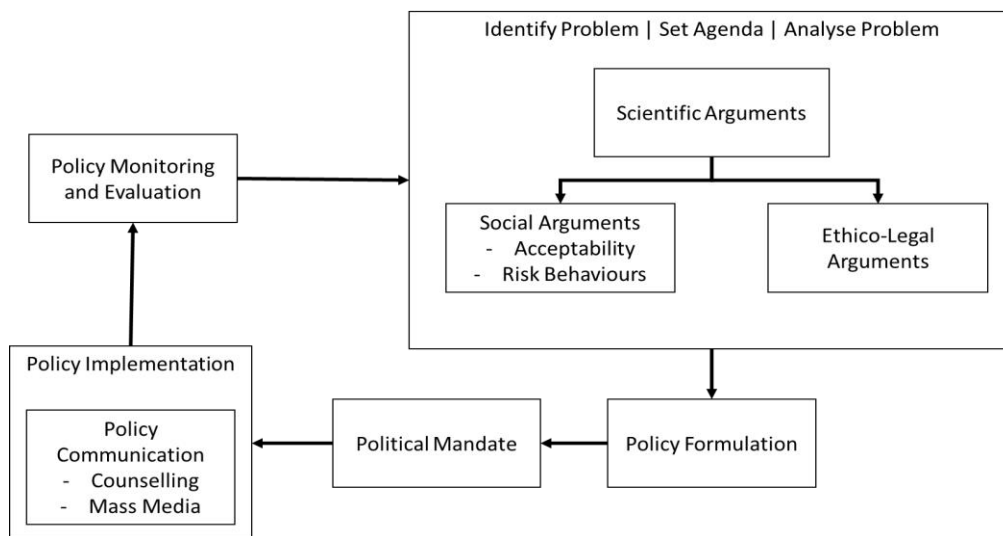 Identify Problem | Set Agenda | Analyse Problem
Scientific Arguments
Social Arguments
- Acceptability
- Risk Behaviours
Ethico-Legal
Arguments
Policy Monitoring
and Evaluation
Policy Implementation
Policy
Communication
- Counselling
- Mass Media
Political Mandate
Policy Formulation